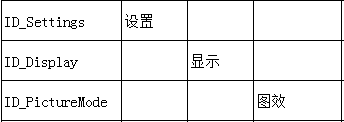 ID_Settings 设置
ID_Display 显示
ID_PictureMode 图效